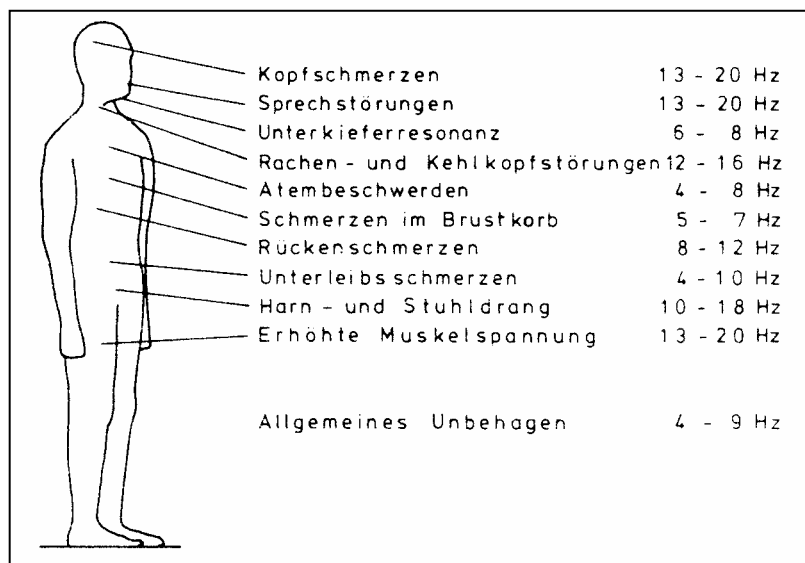 Kopfschmerzen 13 - 20 Hz
Sprechstörungen 13 - 20 Hz
Unterkieferresonanz 6 - 8 Hz
Rachen - und Kehlkopfstörungen 12 - 16 Hz
Atembeschwerden 4 - 8 Hz
Schmerzen im Brustkorb 5 - 7 Hz
Rückenschmerzen 8 - 12 Hz
Unterleibsschmerzen 4 - 10 Hz
Harn - und Stuhldrang 10 - 18 Hz
Erhöhte Muskelspannung 13 - 20 Hz
Allgemeines Unbehagen 4 - 9 Hz